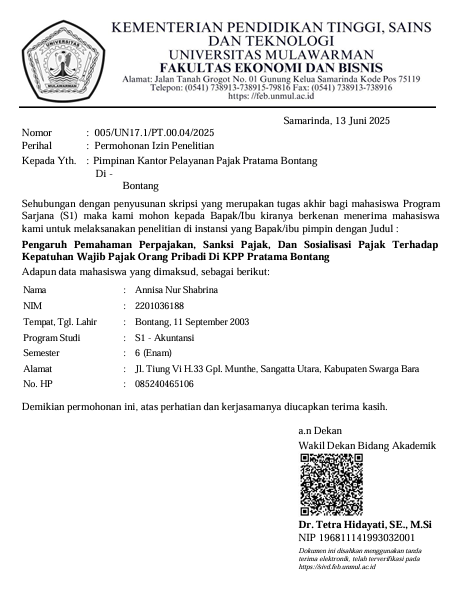 KEMENTERIAN PENDIDIKAN TINGGI, SAINS
DAN TEKNOLOGI
UNIVERSITAS MULAWARMAN
FAKULTAS EKONOMI DAN BISNIS
Alamat: Jalan Tanah Grogot No. 01 Gunung Kelua Samarinda Kode Pos 75119
Telepon: (0541) 738913-738915-79816 Fax: (0541) 738913-738916
https: //feb.unmul.ac.id
Samarinda, 13 Juni 2025
Nomor : 005/UN17.1/PT.00.04/2025
Perihal : Permohonan Izin Penelitian
Kepada Yth. : Pimpinan Kantor Pelayanan Pajak Pratama Bontang
Di -
Bontang
Sehubungan dengan penyusunan skripsi yang merupakan tugas akhir bagi mahasiswa Program
Sarjana (S1) maka kami mohon kepada Bapak/Ibu kiranya berkenan menerima mahasiswa
kami untuk melaksanakan penelitian di instansi yang Bapak/ibu pimpin dengan Judul :
Pengaruh Pemahaman Perpajakan, Sanksi Pajak, Dan Sosialisasi Pajak Terhadap
Kepatuhan Wajib Pajak Orang Pribadi Di KPP Pratama Bontang
Adapun data mahasiswa yang dimaksud, sebagai berikut:
Nama : Annisa Nur Shabrina
NIM : 2201036188
Tempat, Tgl. Lahir : Bontang, 11 September 2003
Program Studi : S1 - Akuntansi
Semester : 6 (Enam)
Alamat : Jl. Tiung Vi H.33 Gpl. Munthe, Sangatta Utara, Kabupaten Swarga Bara
No. HP : 085240465106
Demikian permohonan ini, atas perhatian dan kerjasamanya diucapkan terima kasih.
a.n Dekan
Wakil Dekan Bidang Akademik
Dr. Tetra Hidayati, SE., M.Si
NIP 196811141993032001
Dokumen ini disahkan menggunakan tanda
terima elektronik, telah terverifikasi pada
https://sivd.feb.unmul.ac.id